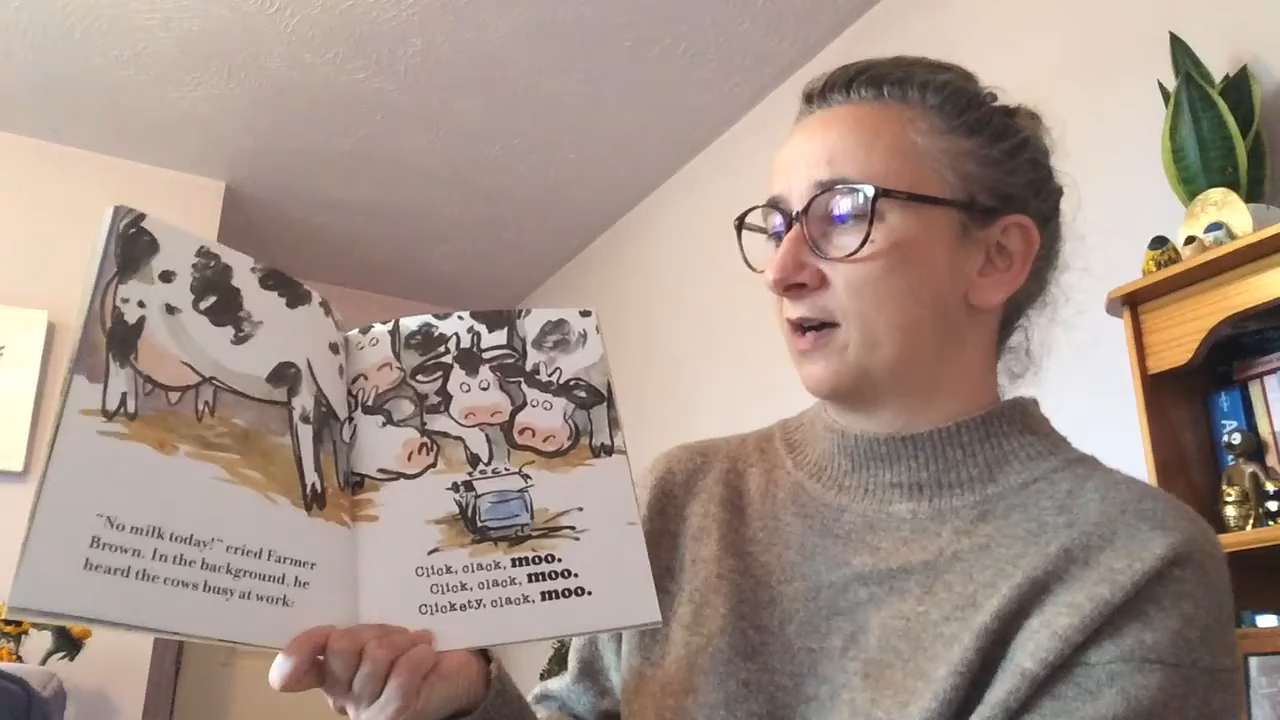 "No milk today!" cried Farmer
Brown. In the background, he
heard the cows busy at work:
Click, clack, moo.
Click, clack, moo.
Clickety, clack, moo.